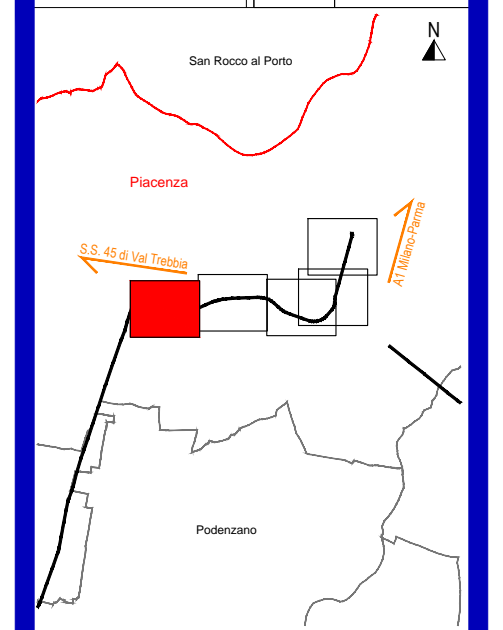 N
San Rocco al Porto
Piacenza
A1 Milano-Parma
S.S. 45 di Val Trebbia
Podenzano